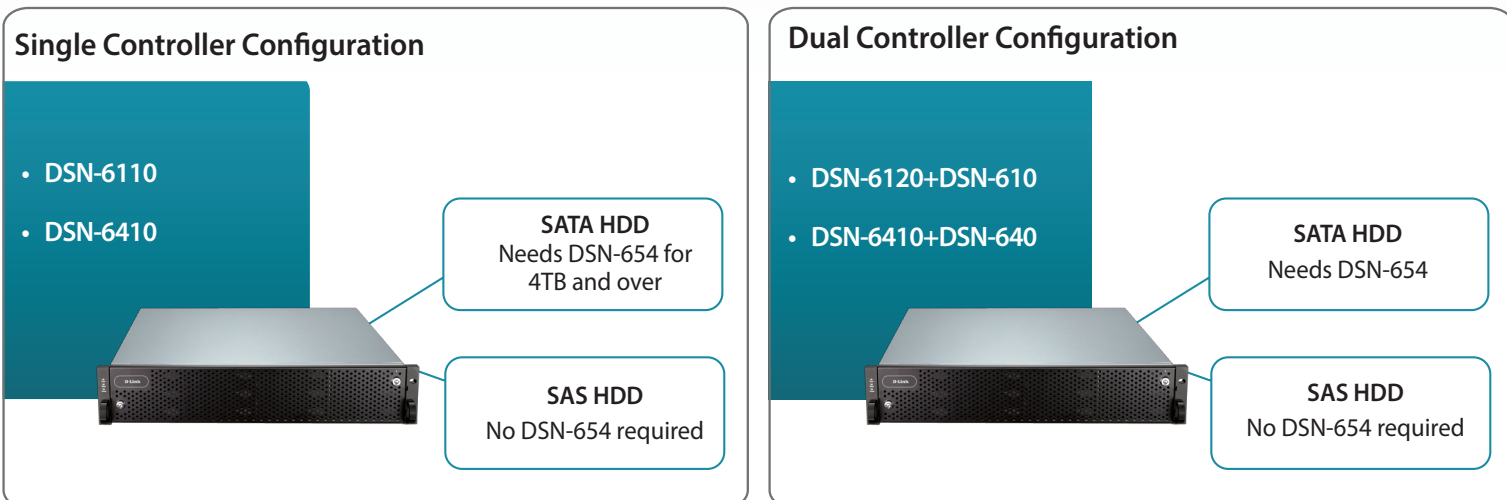 Single Controller Configuration
• DSN-6110
• DSN-6410
SATA HDD
Needs DSN-654 for
4TB and over
SAS HDD
No DSN-654 required
D-Link
Dual Controller Configuration
• DSN-6120+DSN-610
• DSN-6410+DSN-640
SATA HDD
Needs DSN-654
SAS HDD
No DSN-654 required
D-Link